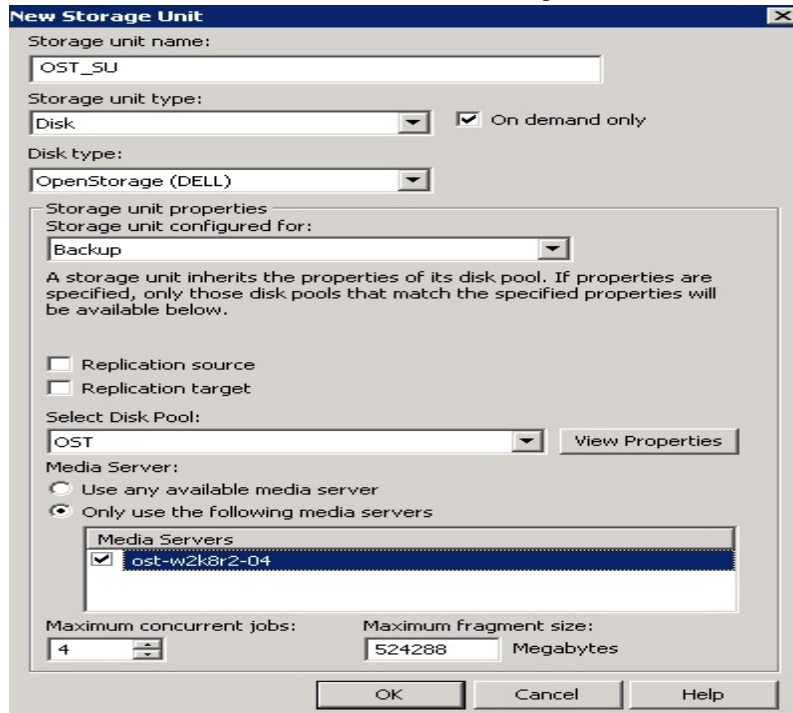 New Storage Unit
Storage unit name:
OST_SU
Storage unit type:
Disk
On demand only
Disk type:
OpenStorage (DELL)
Storage unit properties
Storage unit configured for:
Backup
A storage unit inherits the properties of its disk pool. If properties are
specified, only those disk pools that match the specified properties will
be available below.
Replication source
Replication target
Select Disk Pool:
OST
View Properties
Media Server:
Use any available media server
Only use the following media servers
Media Servers
ost-w2k8r2-04
Maximum concurrent jobs:
Maximum fragment size:
4
524288
Megabytes
OK
Cancel
Help